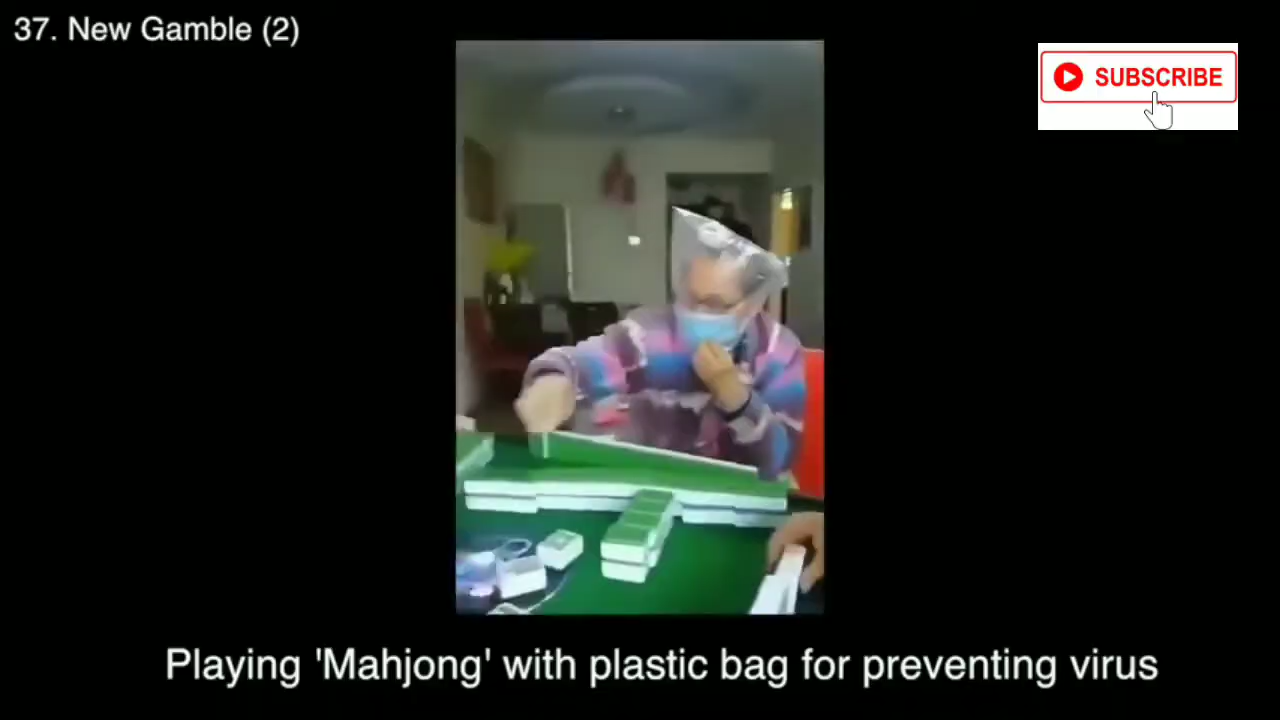 37. New Gamble (2)
SUBSCRIBE
Playing 'Mahjong' with plastic bag for preventing virus